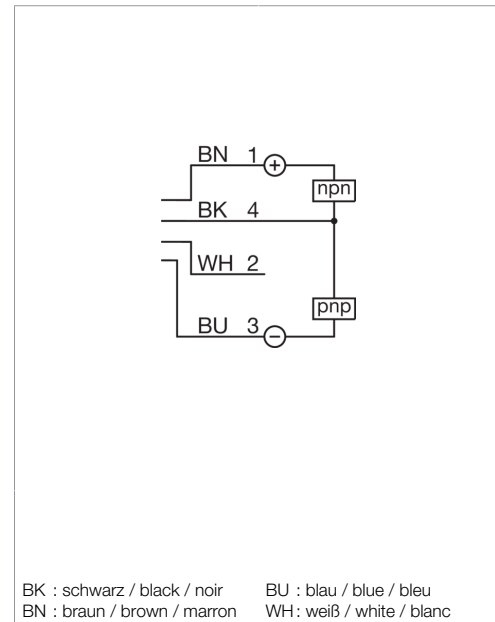 BN 1 +
npn
BK 4
WH 2
pnp
BU 3 −
BK : schwarz / black / noir
BU : blau / blue / bleu
BN : braun / brown / marron
WH : weiß / white / blanc